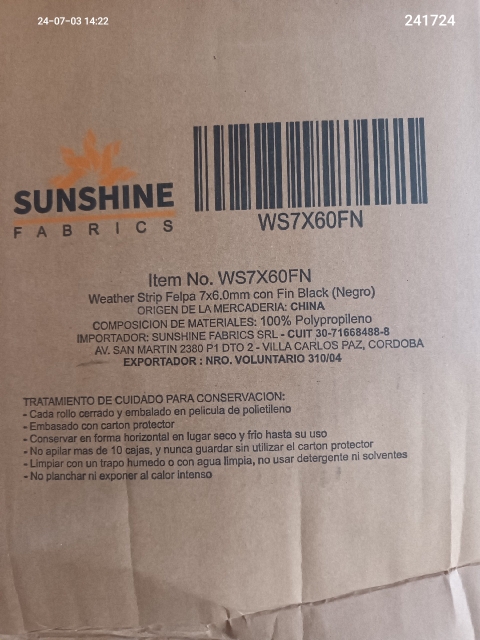 24-07-03 14:22
241724
SUNSHINE
FABRICS
WS7X60FN
Item No. WS7X60FN
Weather Strip Felpa 7x6.0mm con Fin Black (Negro)
ORIGEN DE LA MERCADERIA: CHINA
COMPOSICION DE MATERIALES: 100% Polypropileno
IMPORTADOR: SUNSHINE FABRICS SRL - CUIT 30-71668488-8
AV. SAN MARTIN 2380 P1 DTO 2 - VILLA CARLOS PAZ, CORDOBA
EXPORTADOR : NRO. VOLUNTARIO 310/04
TRATAMIENTO DE CUIDADO PARA CONSERVACION:
- Cada rollo cerrado y embalado en pelicula de polietileno
- Embasado con carton protector
- Conservar en forma horizontal en lugar seco y frio hasta su uso
- No apilar mas de 10 cajas, y nunca guardar sin utilizar el carton protector
- Limpiar con un trapo humedo o con agua limpia, no usar detergente ni solventes
- No planchar ni exponer al calor intenso